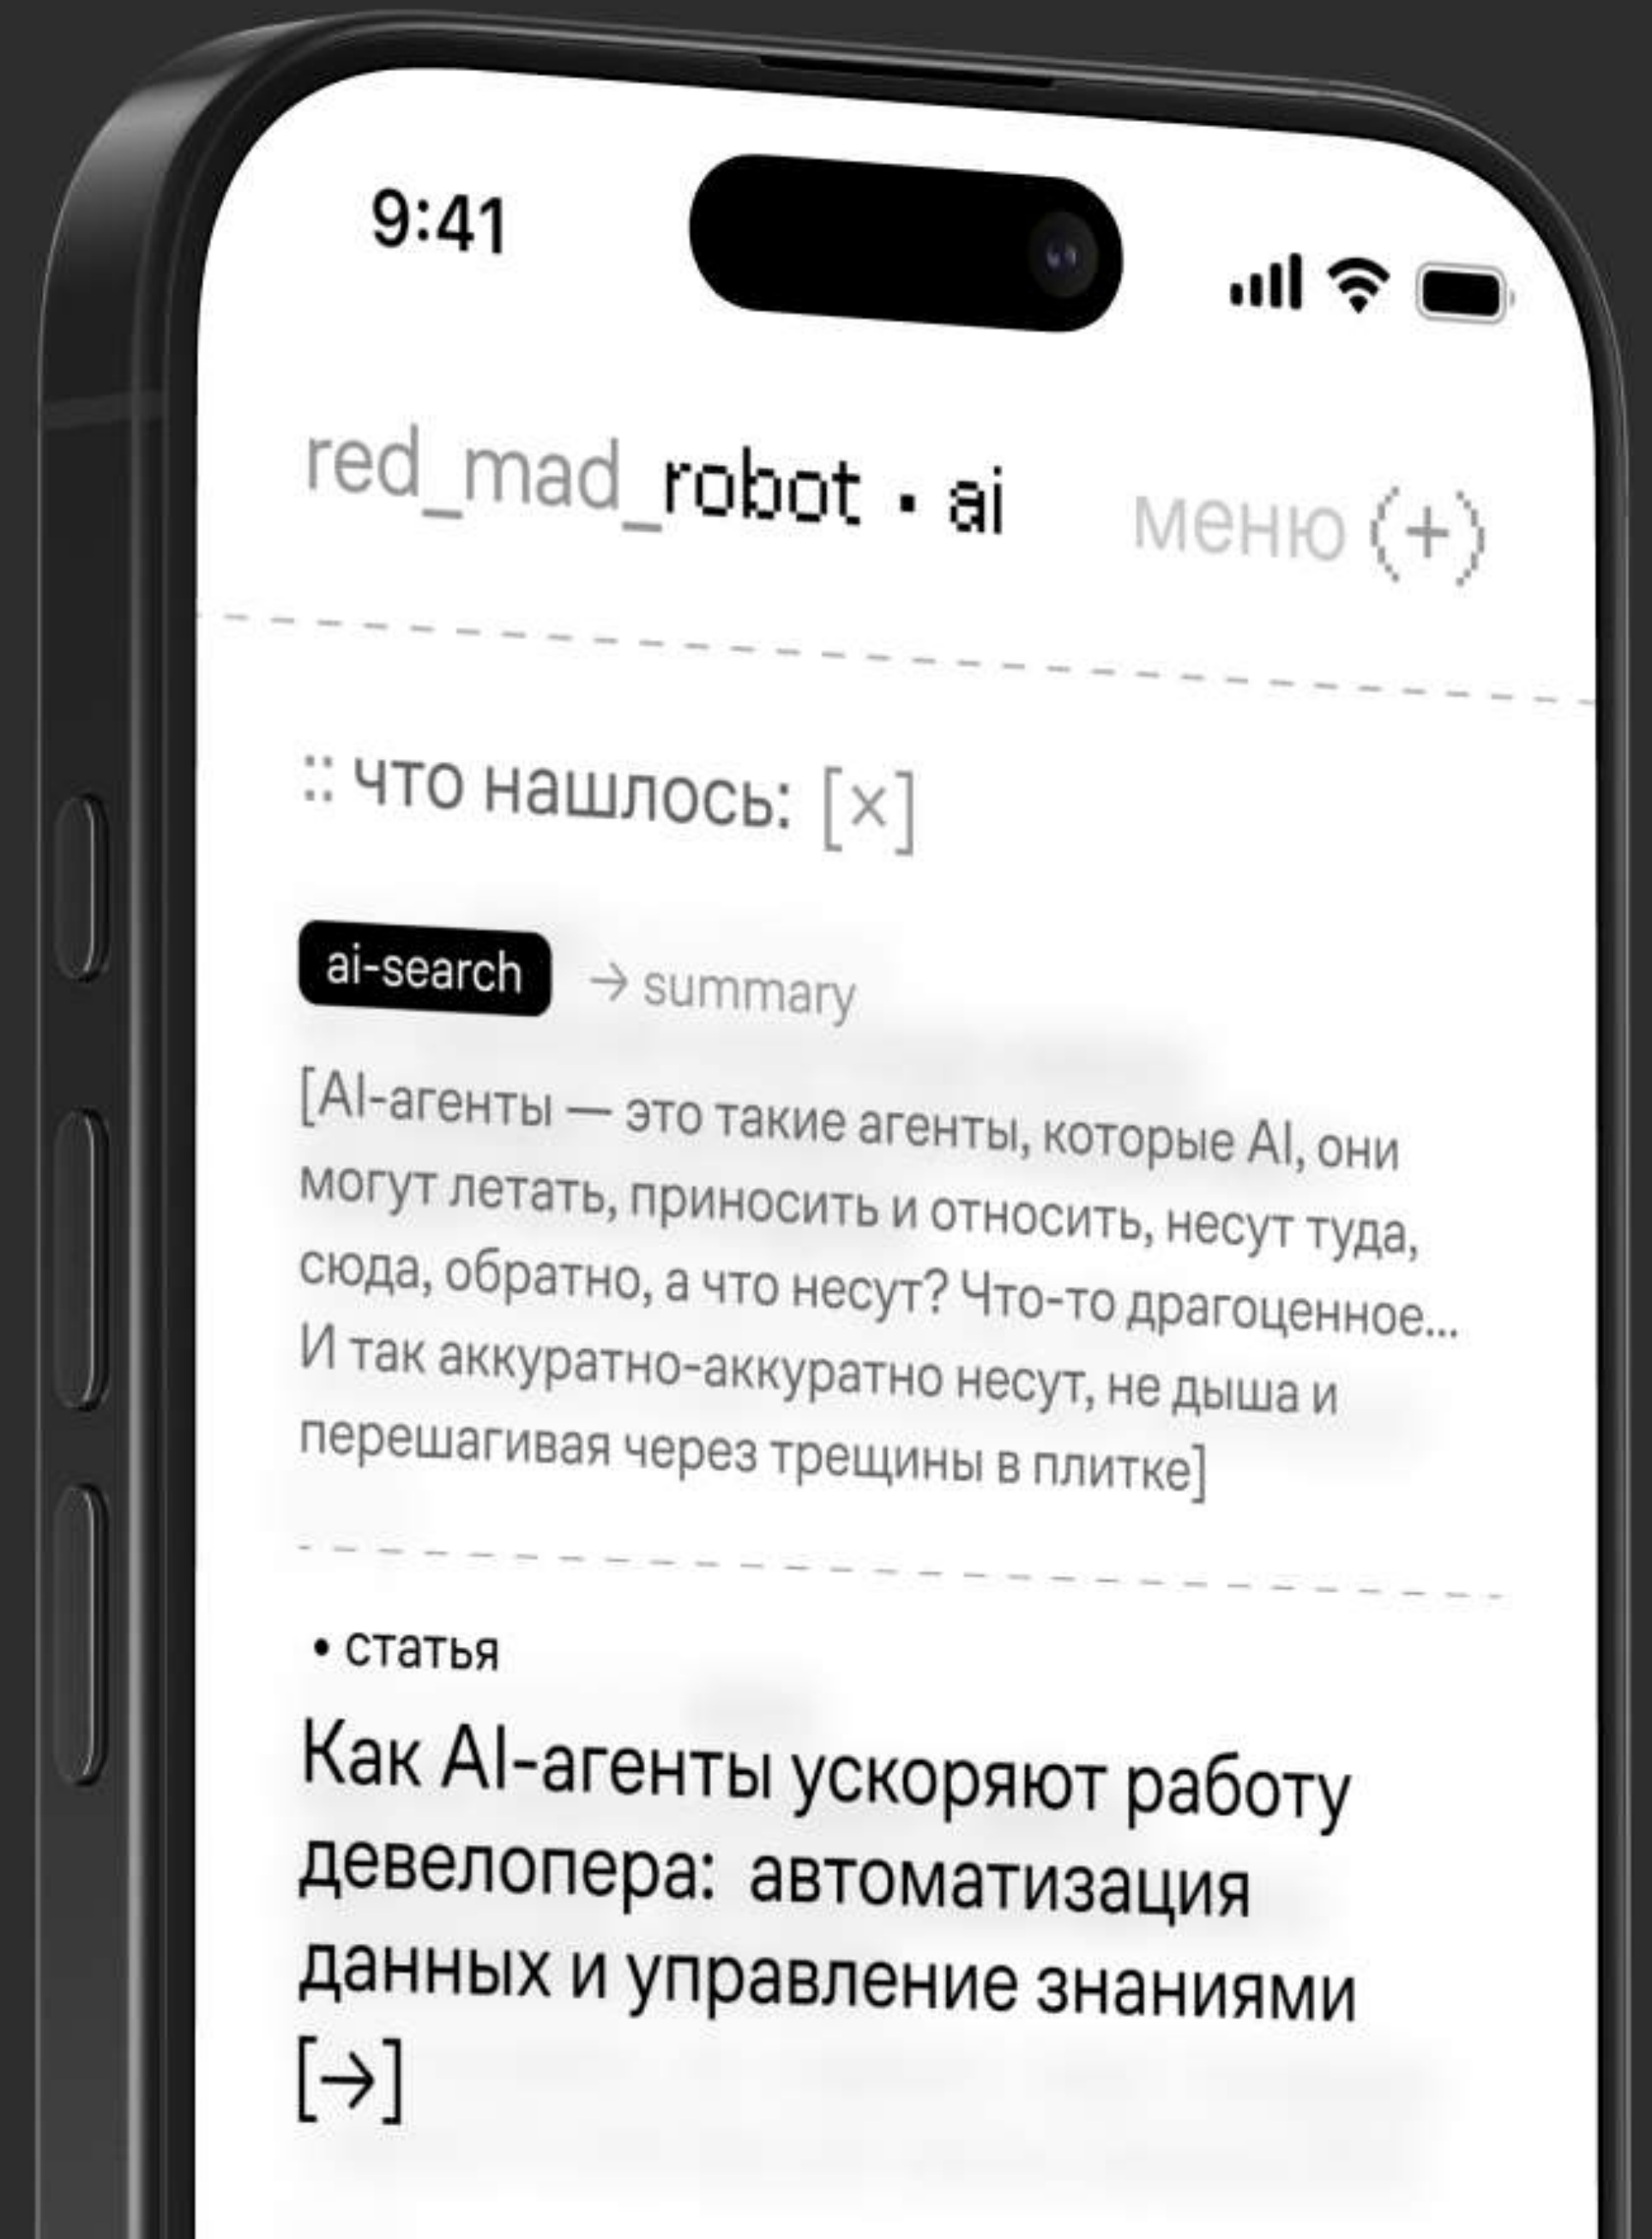 9:41
red_mad_robot · ai
меню (+)
:: что нашлось: [×]
ai-search → summary
[AI-агенты — это такие агенты, которые AI, они
могут летать, приносить и относить, несут туда,
сюда, обратно, а что несут? Что-то драгоценное...
И так аккуратно-аккуратно несут, не дыша и
перешагивая через трещины в плитке]
• статья
Как AI-агенты ускоряют работу
девелопера: автоматизация
данных и управление знаниями
[→]